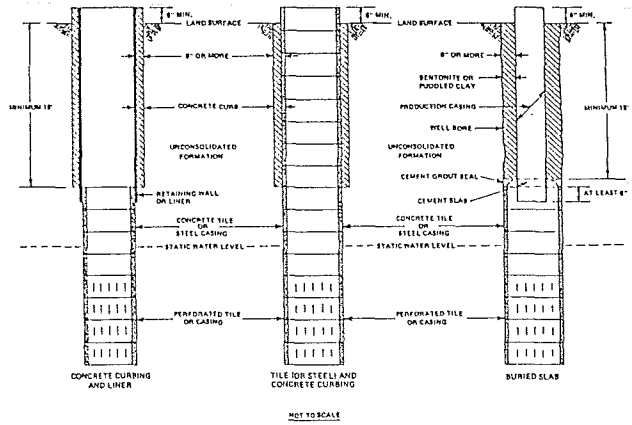 6" MIN.
LAND SURFACE
6" MIN.
LAND SURFACE
6" MIN.
8" OR MORE
8" OR MORE
BENTONITE OR
PUDDLED CLAY
MINIMUM 18'
CONCRETE CURB
PRODUCTION CASING
MINIMUM 18'
WELL BORE
UNCONSOLIDATED
FORMATION
UNCONSOLIDATED
FORMATION
CEMENT GROUT SEAL
RETAINING WALL
OR LINER
CEMENT SLAB
AT LEAST 6"
CONCRETE TILE
OR
STEEL CASING
CONCRETE TILE
OR
STEEL CASING
STATIC WATER LEVEL
STATIC WATER LEVEL
PERFORATED TILE
OR CASING
PERFORATED TILE
OR CASING
CONCRETE CURBING
AND LINER
TILE (OR STEEL) AND
CONCRETE CURBING
BURIED SLAB
NOT TO SCALE